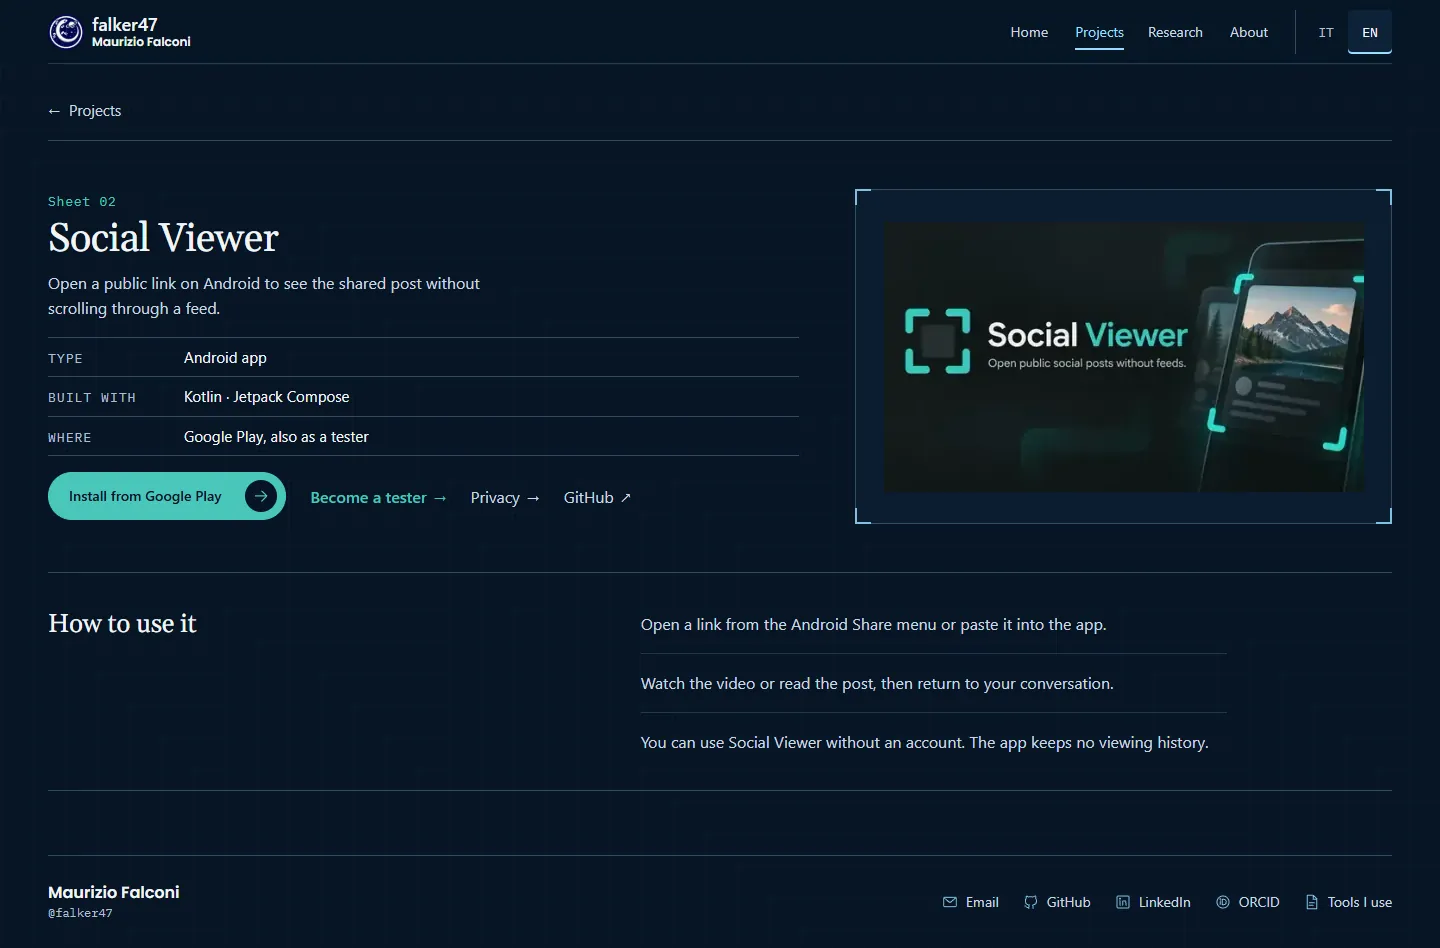 falker47
Maurizio Falconi
Home
Projects
Research
About
IT
EN
← Projects
Sheet 02
Social Viewer
Open a public link on Android to see the shared post without
scrolling through a feed.
TYPE
Android app
BUILT WITH
Kotlin · Jetpack Compose
WHERE
Google Play, also as a tester
Install from Google Play →
Become a tester →
Privacy →
GitHub ↗
Social Viewer
Open public social posts without feeds.
How to use it
Open a link from the Android Share menu or paste it into the app.
Watch the video or read the post, then return to your conversation.
You can use Social Viewer without an account. The app keeps no viewing history.
Maurizio Falconi
@falker47
Email
GitHub
LinkedIn
ORCID
Tools I use